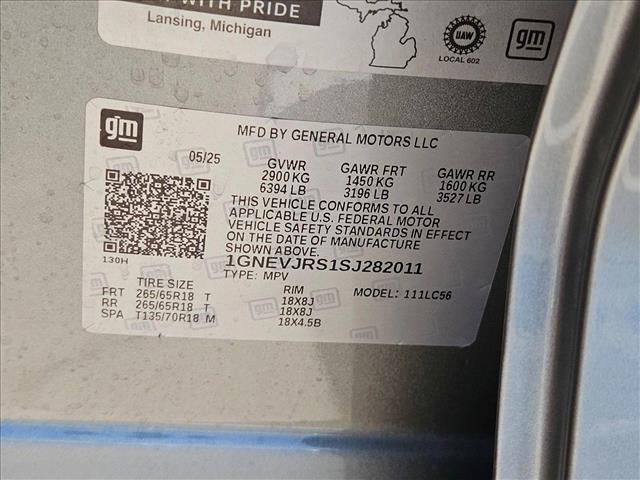 WITH PRIDE
Lansing, Michigan
UAW
LOCAL 602
gm
gm
MFD BY GENERAL MOTORS LLC
05/25 GVWR GAWR FRT GAWR RR
2900 KG 1450 KG 1600 KG
6394 LB 3196 LB 3527 LB
THIS VEHICLE CONFORMS TO ALL
APPLICABLE U.S. FEDERAL MOTOR
VEHICLE SAFETY STANDARDS IN EFFECT
ON THE DATE OF MANUFACTURE
SHOWN ABOVE.
130H
1GNEVJRS1SJ282011
TYPE: MPV
TIRE SIZE RIM MODEL: 111LC56
FRT 265/65R18 T 18X8J
RR 265/65R18 T 18X8J
SPA T135/70R18 M 18X4.5B